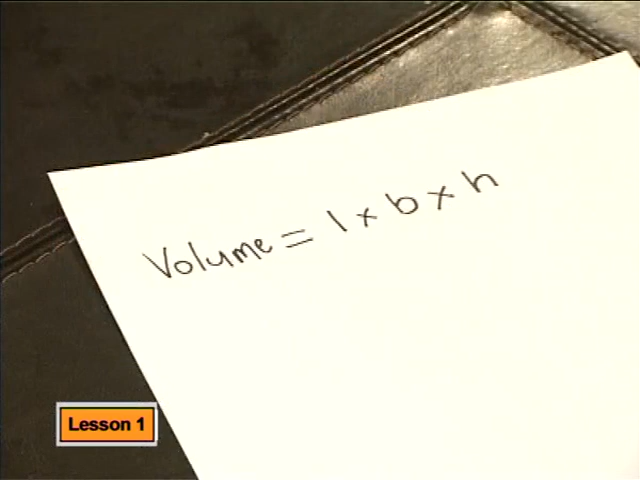 Volume = l × b × h
Lesson 1